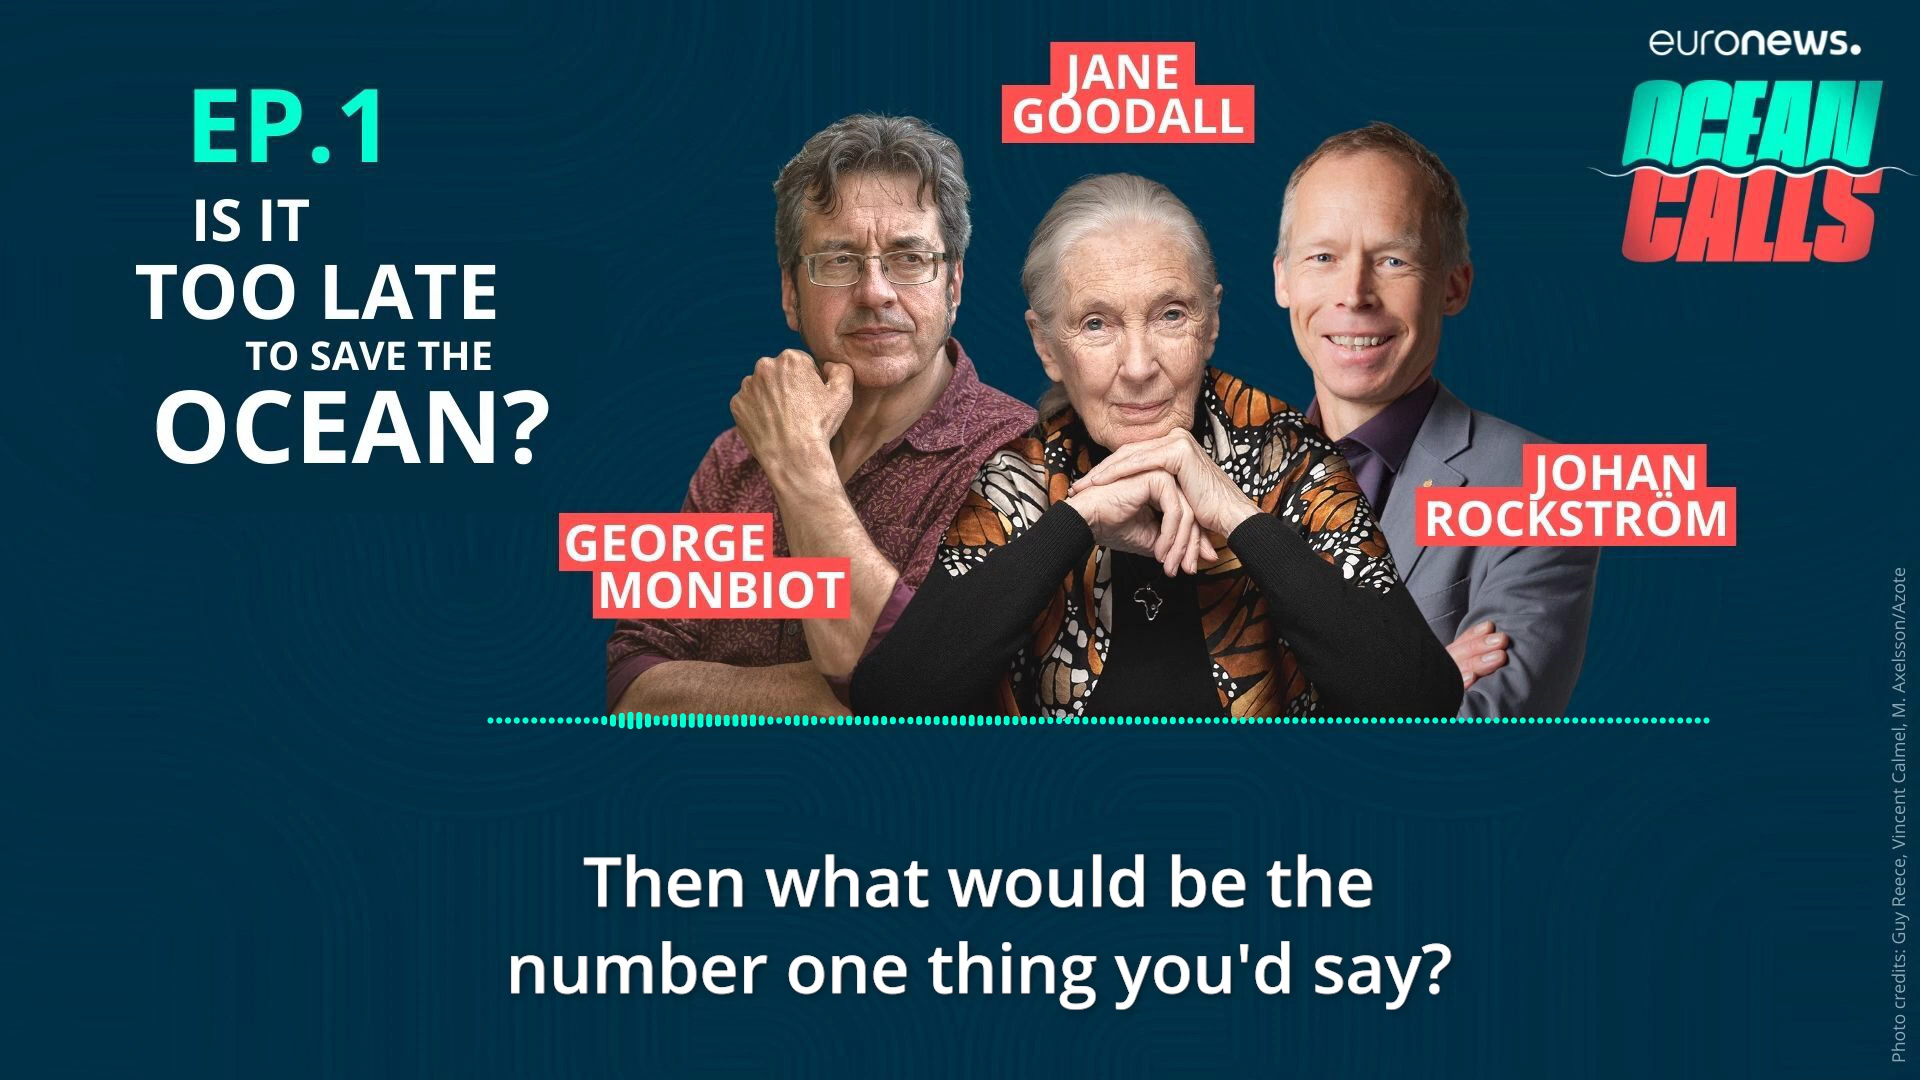 euronews.
OCEAN
CALLS
EP.1
IS IT
TOO LATE
TO SAVE THE
OCEAN?
JANE
GOODALL
JOHAN
ROCKSTRÖM
GEORGE
MONBIOT
Then what would be the
number one thing you'd say?
Photo credits: Guy Reece, Vincent Calmel, M. Axelsson/Azote